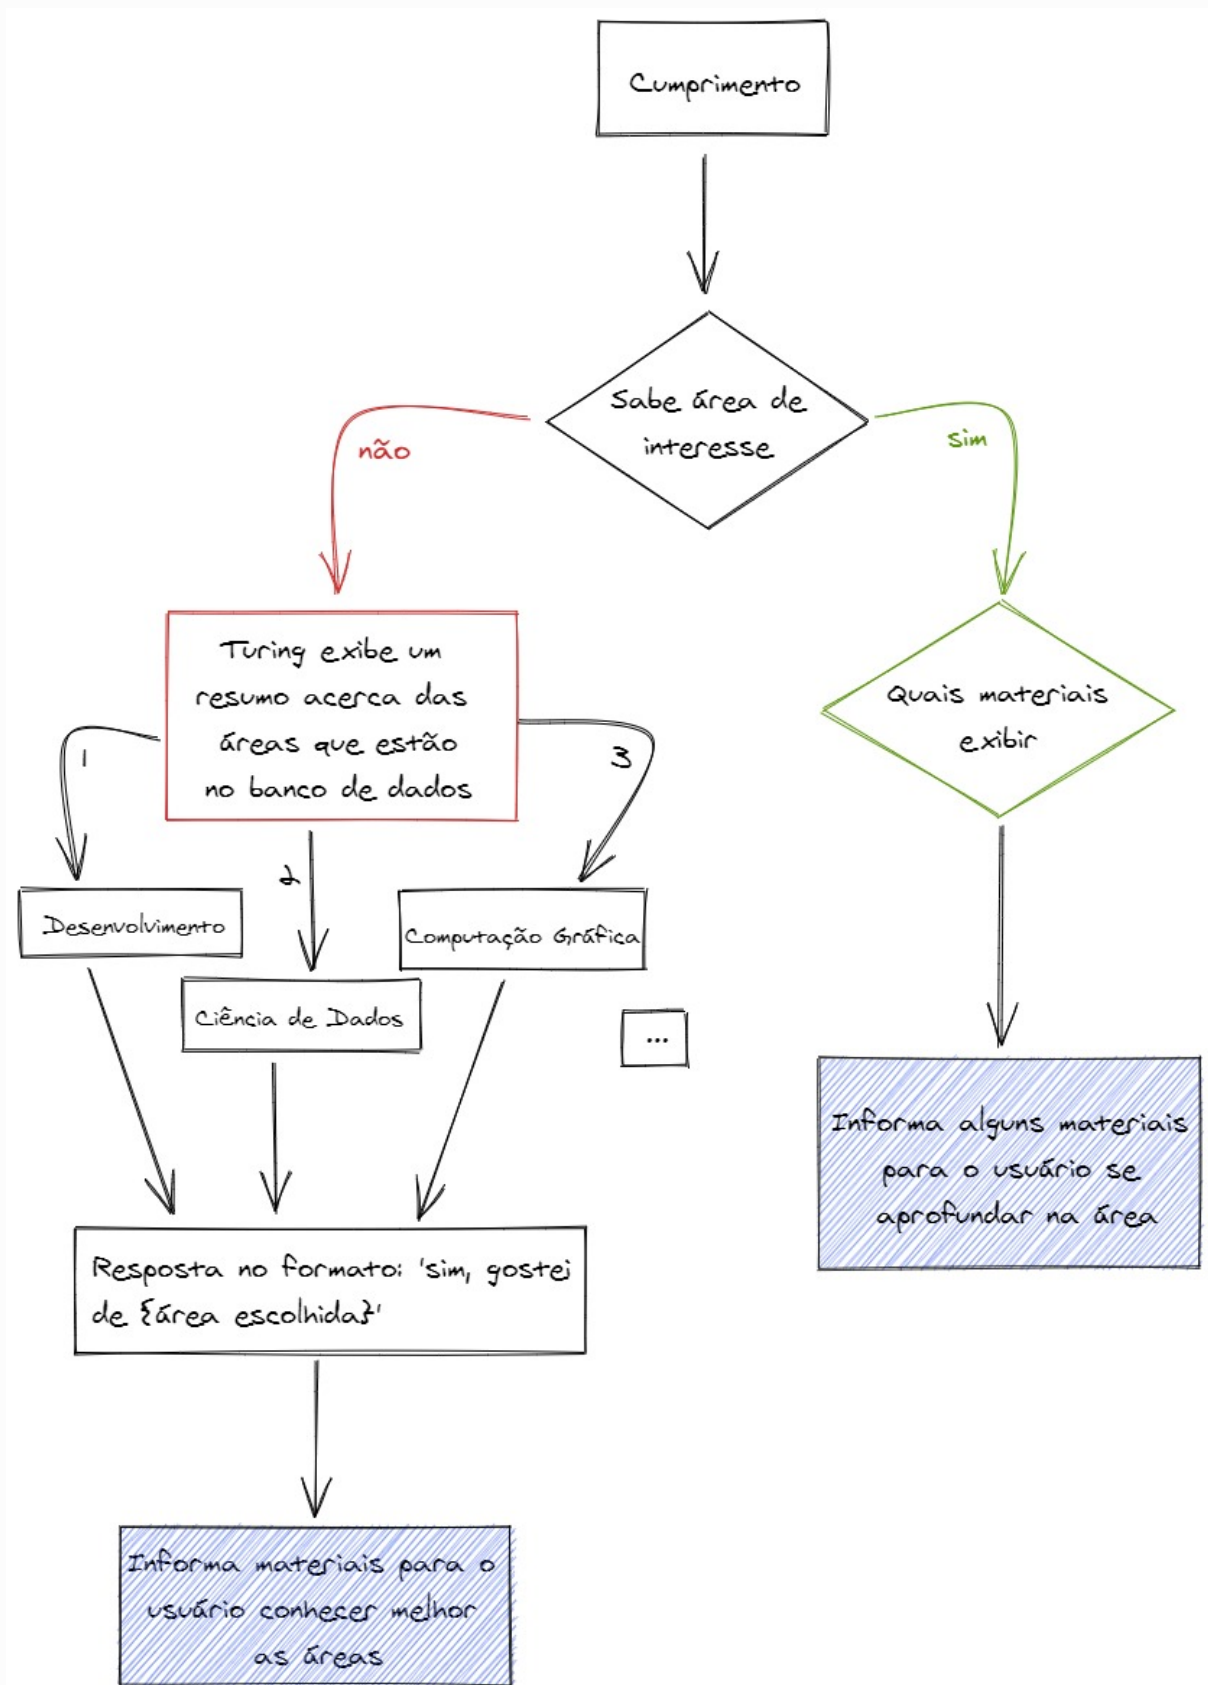 Cumprimento
Sabe área de
interesse
não
sim
Turing exibe um
resumo acerca das
áreas que estão
no banco de dados
Quais materiais
exibir
1
2
3
Desenvolvimento
Computação Gráfica
Ciência de Dados
...
Informa alguns materiais
para o usuário se
aprofundar na área
Resposta no formato: 'sim, gostei
de {área escolhida}'
Informa materiais para o
usuário conhecer melhor
as áreas